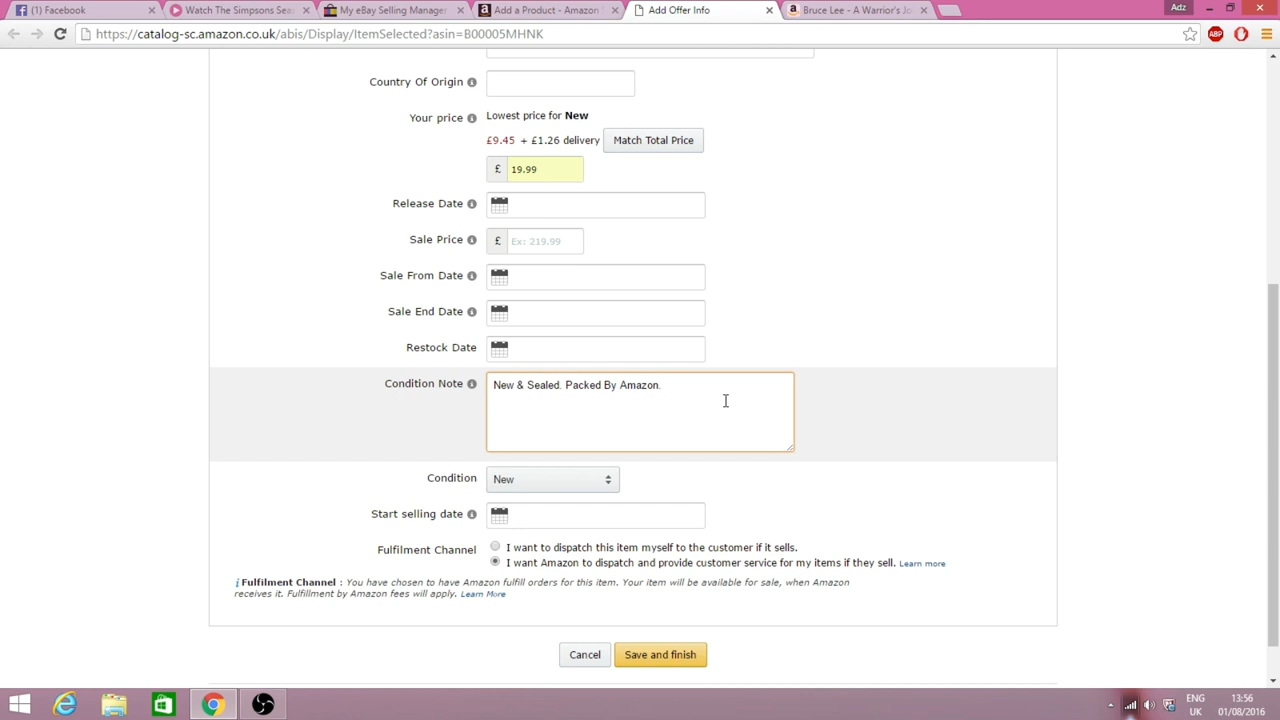 (1) Facebook
Watch The Simpsons Sea
My eBay Selling Manager
Add a Product - Amazon
Add Offer Info
Bruce Lee - A Warrior's Jo
Adz
https://catalog-sc.amazon.co.uk/abis/Display/ItemSelected?asin=B00005MHNK
ABP
Country Of Origin
Your price
Lowest price for New
£9.45 + £1.26 delivery
Match Total Price
£ 19.99
Release Date
Sale Price
£ Ex: 219.99
Sale From Date
Sale End Date
Restock Date
Condition Note
New & Sealed. Packed By Amazon.
Condition
New
Start selling date
Fulfilment Channel
I want to dispatch this item myself to the customer if it sells.
I want Amazon to dispatch and provide customer service for my items if they sell. Learn more
Fulfilment Channel : You have chosen to have Amazon fulfill orders for this item. Your item will be available for sale, when Amazon
receives it. Fulfillment by Amazon fees will apply. Learn More
Cancel
Save and finish
ENG
UK
13:56
01/08/2016